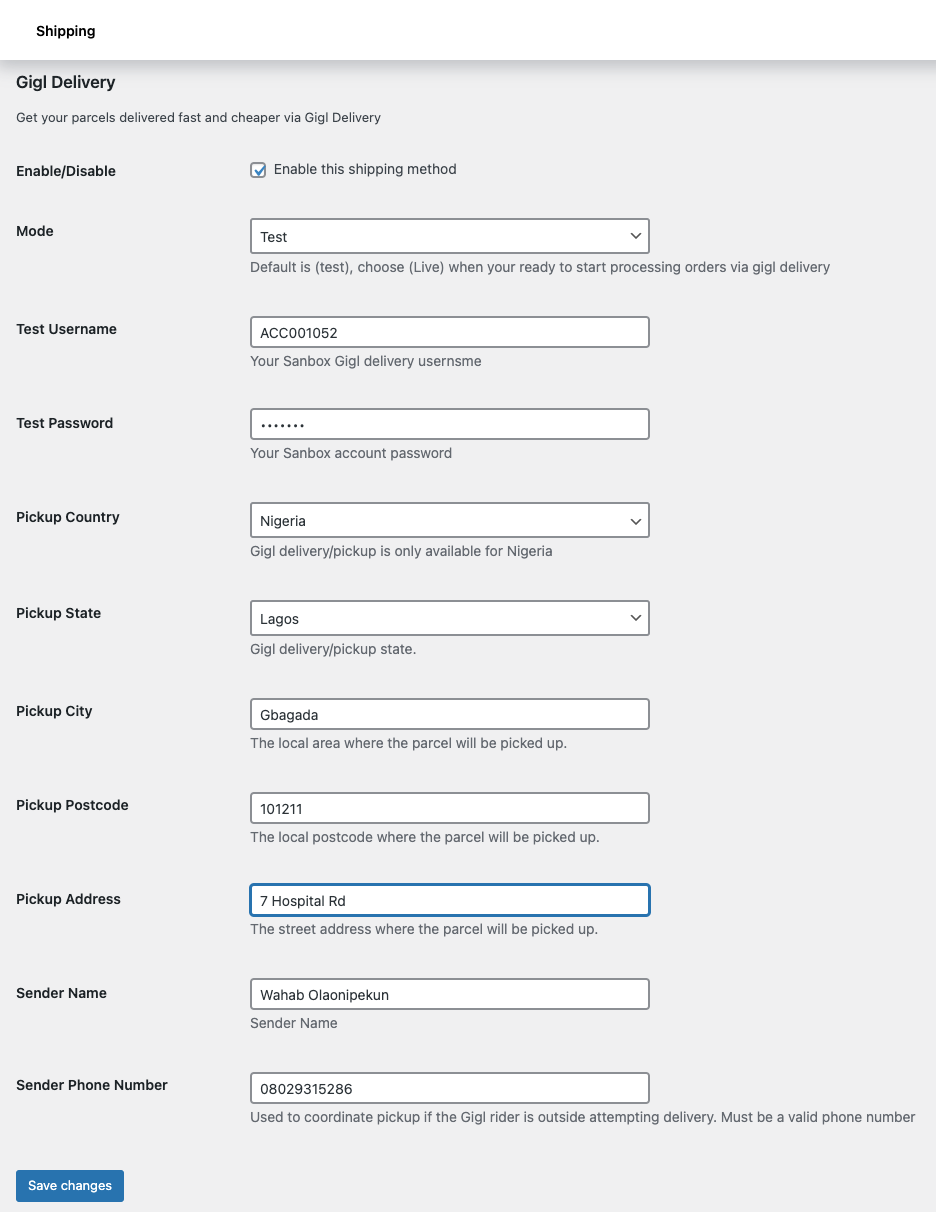 Shipping
Gigl Delivery
Get your parcels delivered fast and cheaper via Gigl Delivery
Enable/Disable
Enable this shipping method
Mode
Test
Default is (test), choose (Live) when your ready to start processing orders via gigl delivery
Test Username
ACC001052
Your Sanbox Gigl delivery usernsme
Test Password
•••••••
Your Sanbox account password
Pickup Country
Nigeria
Gigl delivery/pickup is only available for Nigeria
Pickup State
Lagos
Gigl delivery/pickup state.
Pickup City
Gbagada
The local area where the parcel will be picked up.
Pickup Postcode
101211
The local postcode where the parcel will be picked up.
Pickup Address
7 Hospital Rd
The street address where the parcel will be picked up.
Sender Name
Wahab Olaonipekun
Sender Name
Sender Phone Number
08029315286
Used to coordinate pickup if the Gigl rider is outside attempting delivery. Must be a valid phone number
Save changes